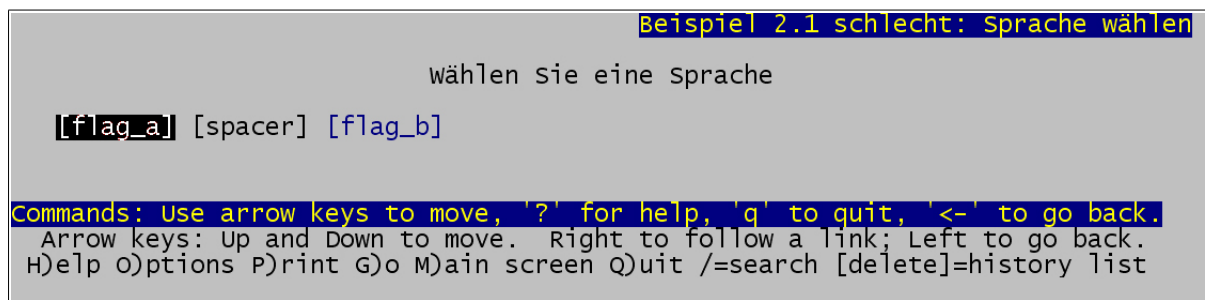 Beispiel 2.1 schlecht: Sprache wählen
Wählen Sie eine Sprache
[flag_a] [spacer] [flag_b]
Commands: Use arrow keys to move, '?' for help, 'q' to quit, '<-' to go back.
Arrow keys: Up and Down to move. Right to follow a link; Left to go back.
H)elp O)ptions P)rint G)o M)ain screen Q)uit /=search [delete]=history list